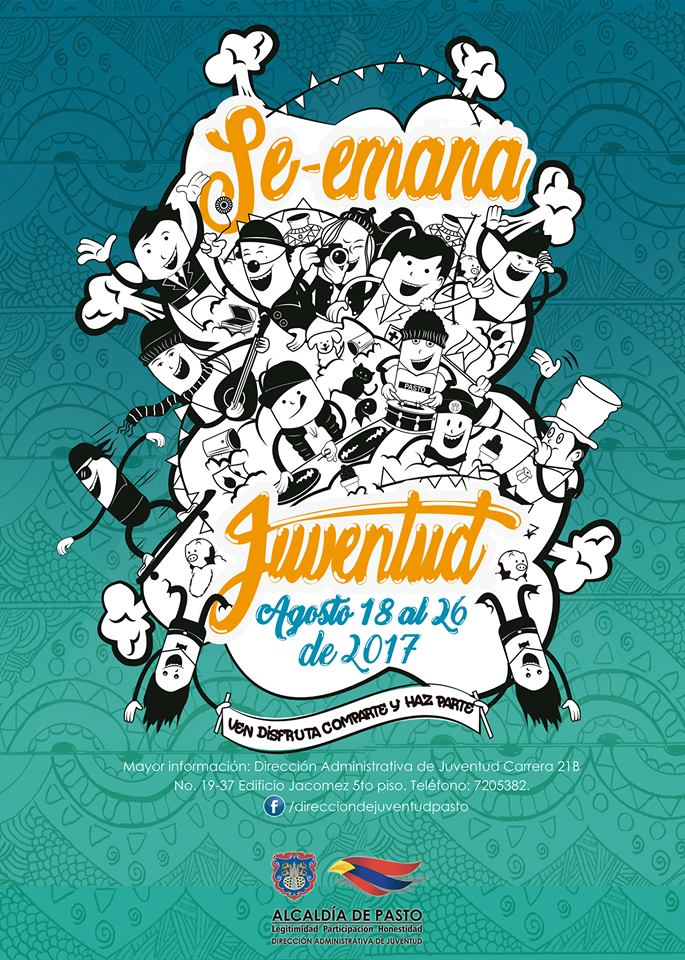 Se-emana
PASTO
Juventud
Agosto 18 al 26
de 2017
VEN DISFRUTA COMPARTE Y HAZ PARTE
Mayor información: Dirección Administrativa de Juventud Carrera 21B
No. 19-37 Edificio Jacomez 5to piso. Teléfono: 7205382.
f /direcciondejuventudpasto
ALCALDÍA DE PASTO
Legitimidad Participación Honestidad
DIRECCIÓN ADMINISTRATIVA DE JUVENTUD